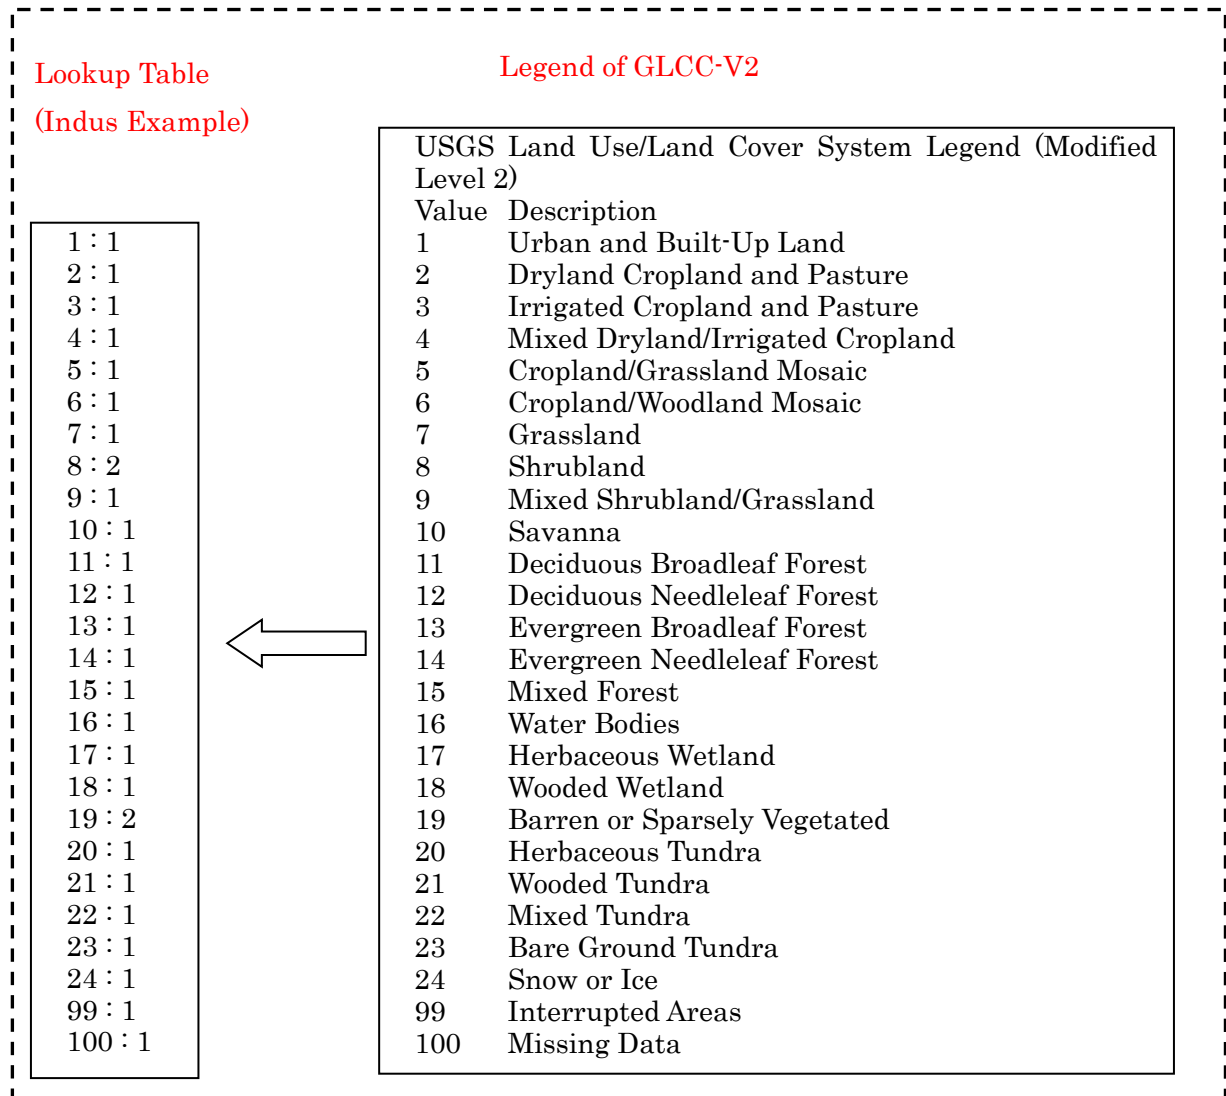 Lookup Table
(Indus Example)
Legend of GLCC-V2
1 : 1
2 : 1
3 : 1
4 : 1
5 : 1
6 : 1
7 : 1
8 : 2
9 : 1
10 : 1
11 : 1
12 : 1
13 : 1
14 : 1
15 : 1
16 : 1
17 : 1
18 : 1
19 : 2
20 : 1
21 : 1
22 : 1
23 : 1
24 : 1
99 : 1
100 : 1
USGS Land Use/Land Cover System Legend (Modified
Level 2)
Value Description
1 Urban and Built-Up Land
2 Dryland Cropland and Pasture
3 Irrigated Cropland and Pasture
4 Mixed Dryland/Irrigated Cropland
5 Cropland/Grassland Mosaic
6 Cropland/Woodland Mosaic
7 Grassland
8 Shrubland
9 Mixed Shrubland/Grassland
10 Savanna
11 Deciduous Broadleaf Forest
12 Deciduous Needleleaf Forest
13 Evergreen Broadleaf Forest
14 Evergreen Needleleaf Forest
15 Mixed Forest
16 Water Bodies
17 Herbaceous Wetland
18 Wooded Wetland
19 Barren or Sparsely Vegetated
20 Herbaceous Tundra
21 Wooded Tundra
22 Mixed Tundra
23 Bare Ground Tundra
24 Snow or Ice
99 Interrupted Areas
100 Missing Data